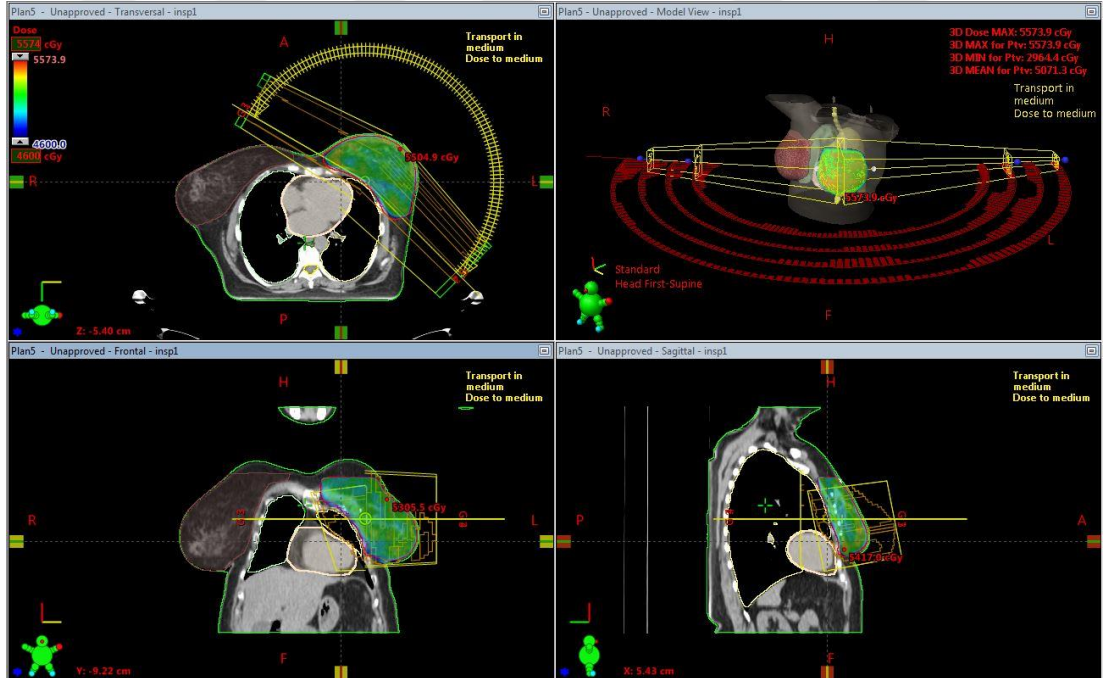 Plan5 - Unapproved - Transversal - insp1
Dose
5574 cGy
5573.9
4600.0
4600 cGy
A
Transport in
medium
Dose to medium
5504.9 cGy
R
L
P
Z: -5.40 cm
Plan5 - Unapproved - Model View - insp1
H
3D Dose MAX: 5573.9 cGy
3D MAX for Ptv: 5573.9 cGy
3D MIN for Ptv: 2964.4 cGy
3D MEAN for Ptv: 5071.3 cGy
Transport in
medium
Dose to medium
R
5573.9 cGy
L
Standard
Head First-Supine
F
Plan5 - Unapproved - Frontal - insp1
H
Transport in
medium
Dose to medium
5305.5 cGy
R
L
F
Y: -9.22 cm
Plan5 - Unapproved - Sagittal - insp1
H
Transport in
medium
Dose to medium
P
A
5417.0 cGy
F
X: 5.43 cm